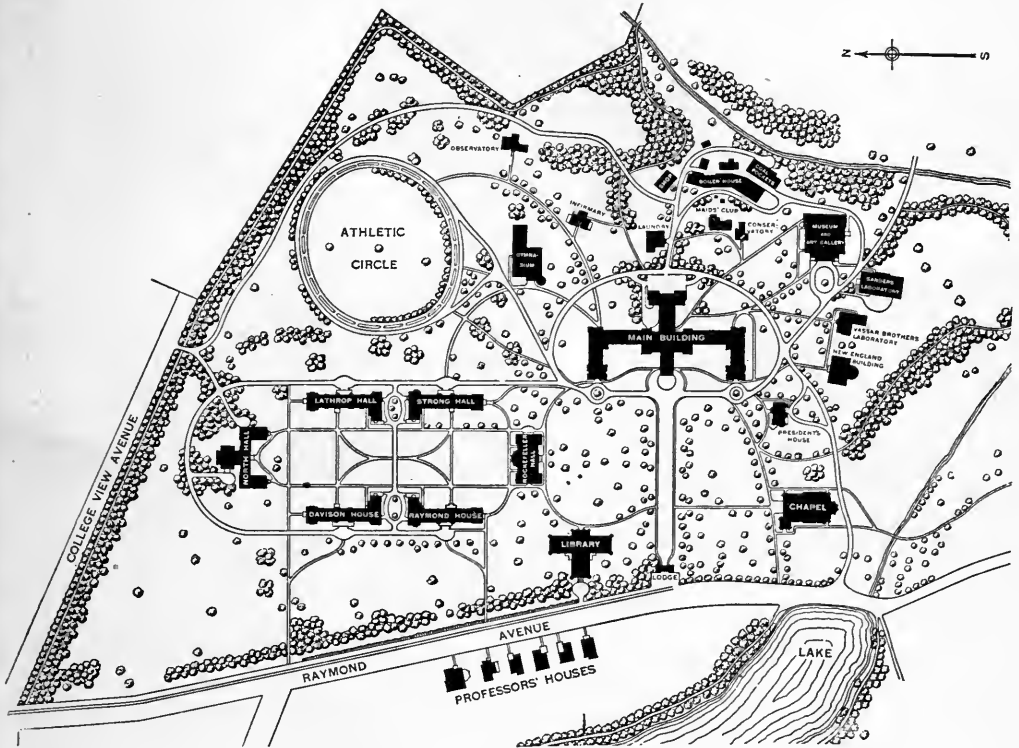 N
S
OBSERVATORY
ATHLETIC
CIRCLE
INFIRMARY
GYMNA-
SIUM
LAUNDRY
BOILER HOUSE
MAIDS' CLUB
CONSER-
VATORY
MUSEUM
AND
ART GALLERY
SANDERS
LABORATORY
VASSAR BROTHERS
LABORATORY
NEW ENGLAND
BUILDING
MAIN BUILDING
PRESIDENT'S
HOUSE
LATHROP HALL
STRONG HALL
NORTH HALL
ROCKEFELLER
HALL
DAVISON HOUSE
RAYMOND HOUSE
CHAPEL
LIBRARY
LODGE
COLLEGE VIEW AVENUE
RAYMOND AVENUE
PROFESSORS' HOUSES
LAKE